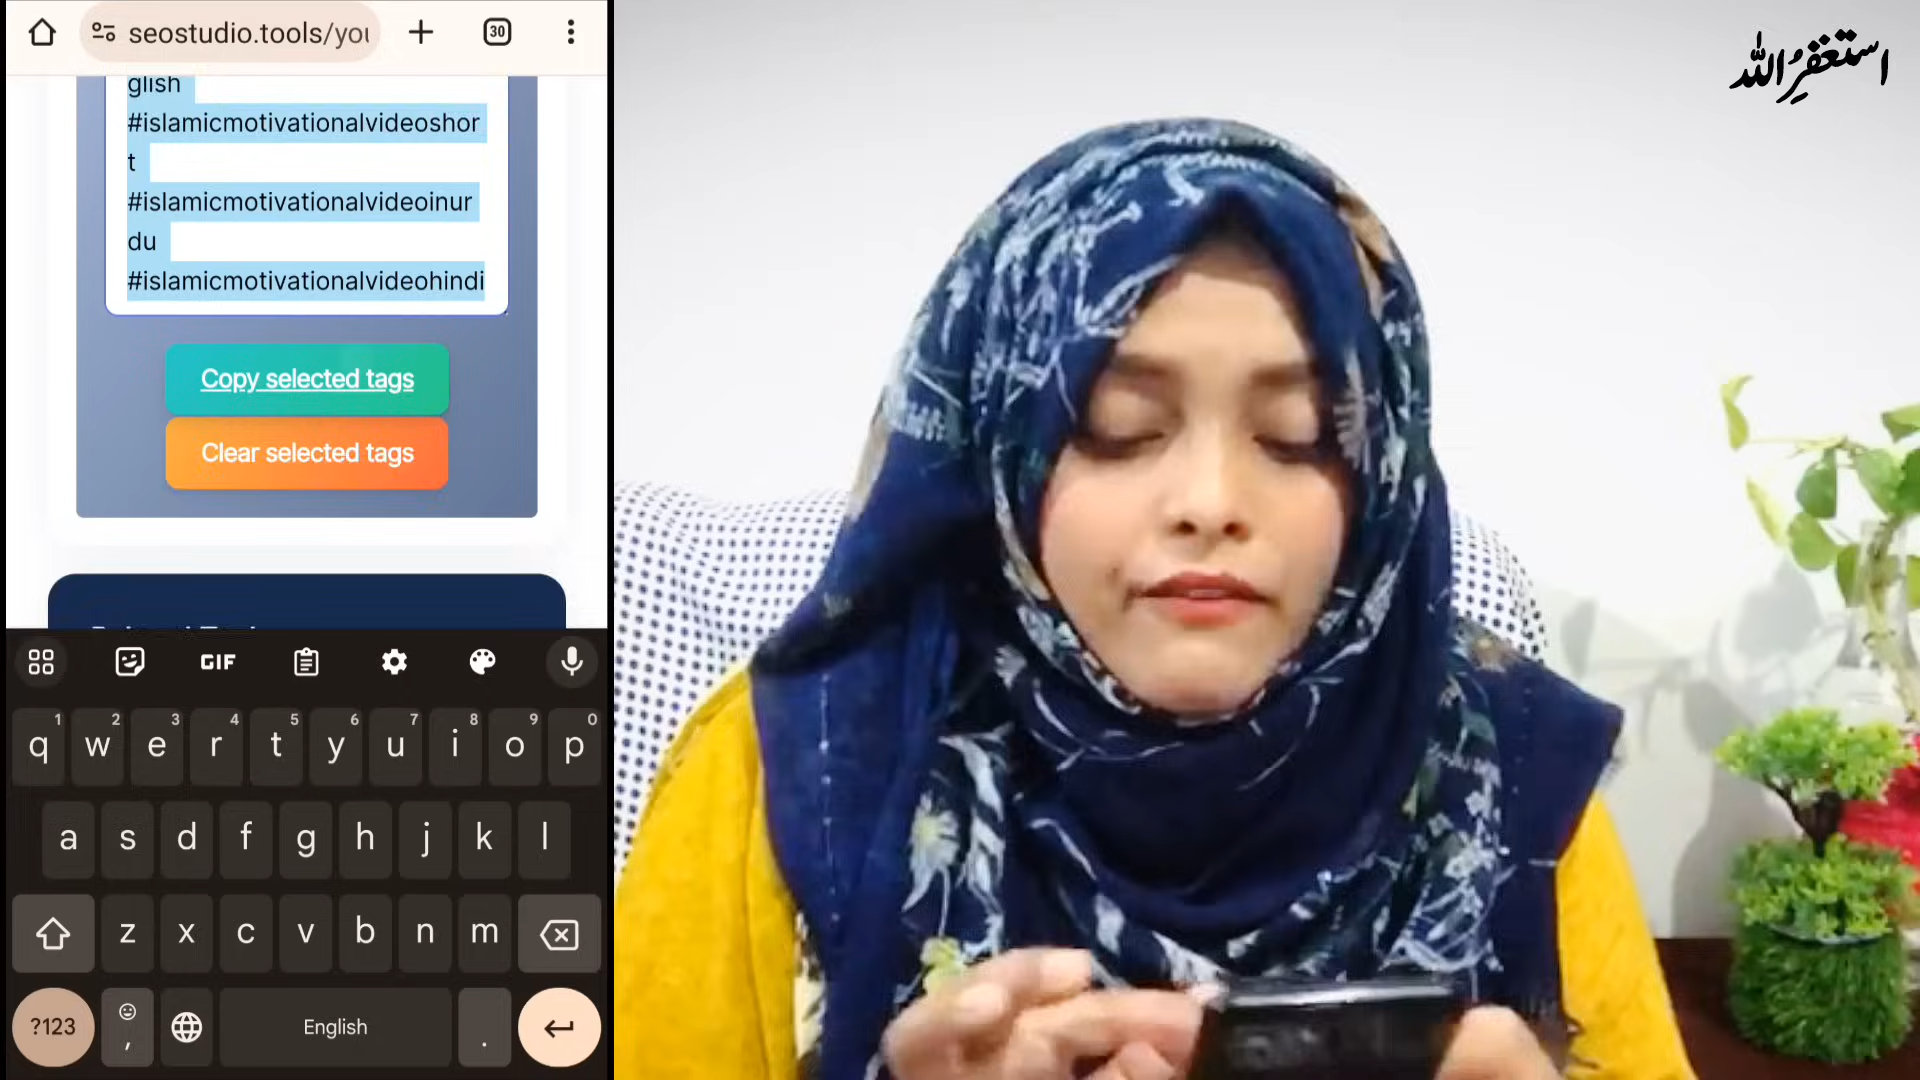 seostudio.tools/you
30
glish
#islamicmotivationalvideoshor
t
#islamicmotivationalvideoinur
du
#islamicmotivationalvideohindi
Copy selected tags
Clear selected tags
GIF
1 2 3 4 5 6 7 8 9 0
q w e r t y u i o p
a s d f g h j k l
z x c v b n m
?123 , English .
استغفراللہ